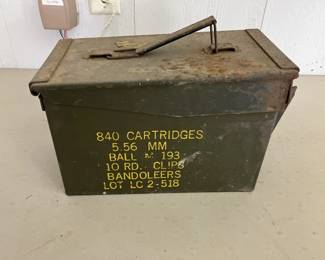 840 CARTRIDGES
5.56 MM
BALL M 193
10 RD. CLIPS
BANDOLEERS
LOT LC 2-518